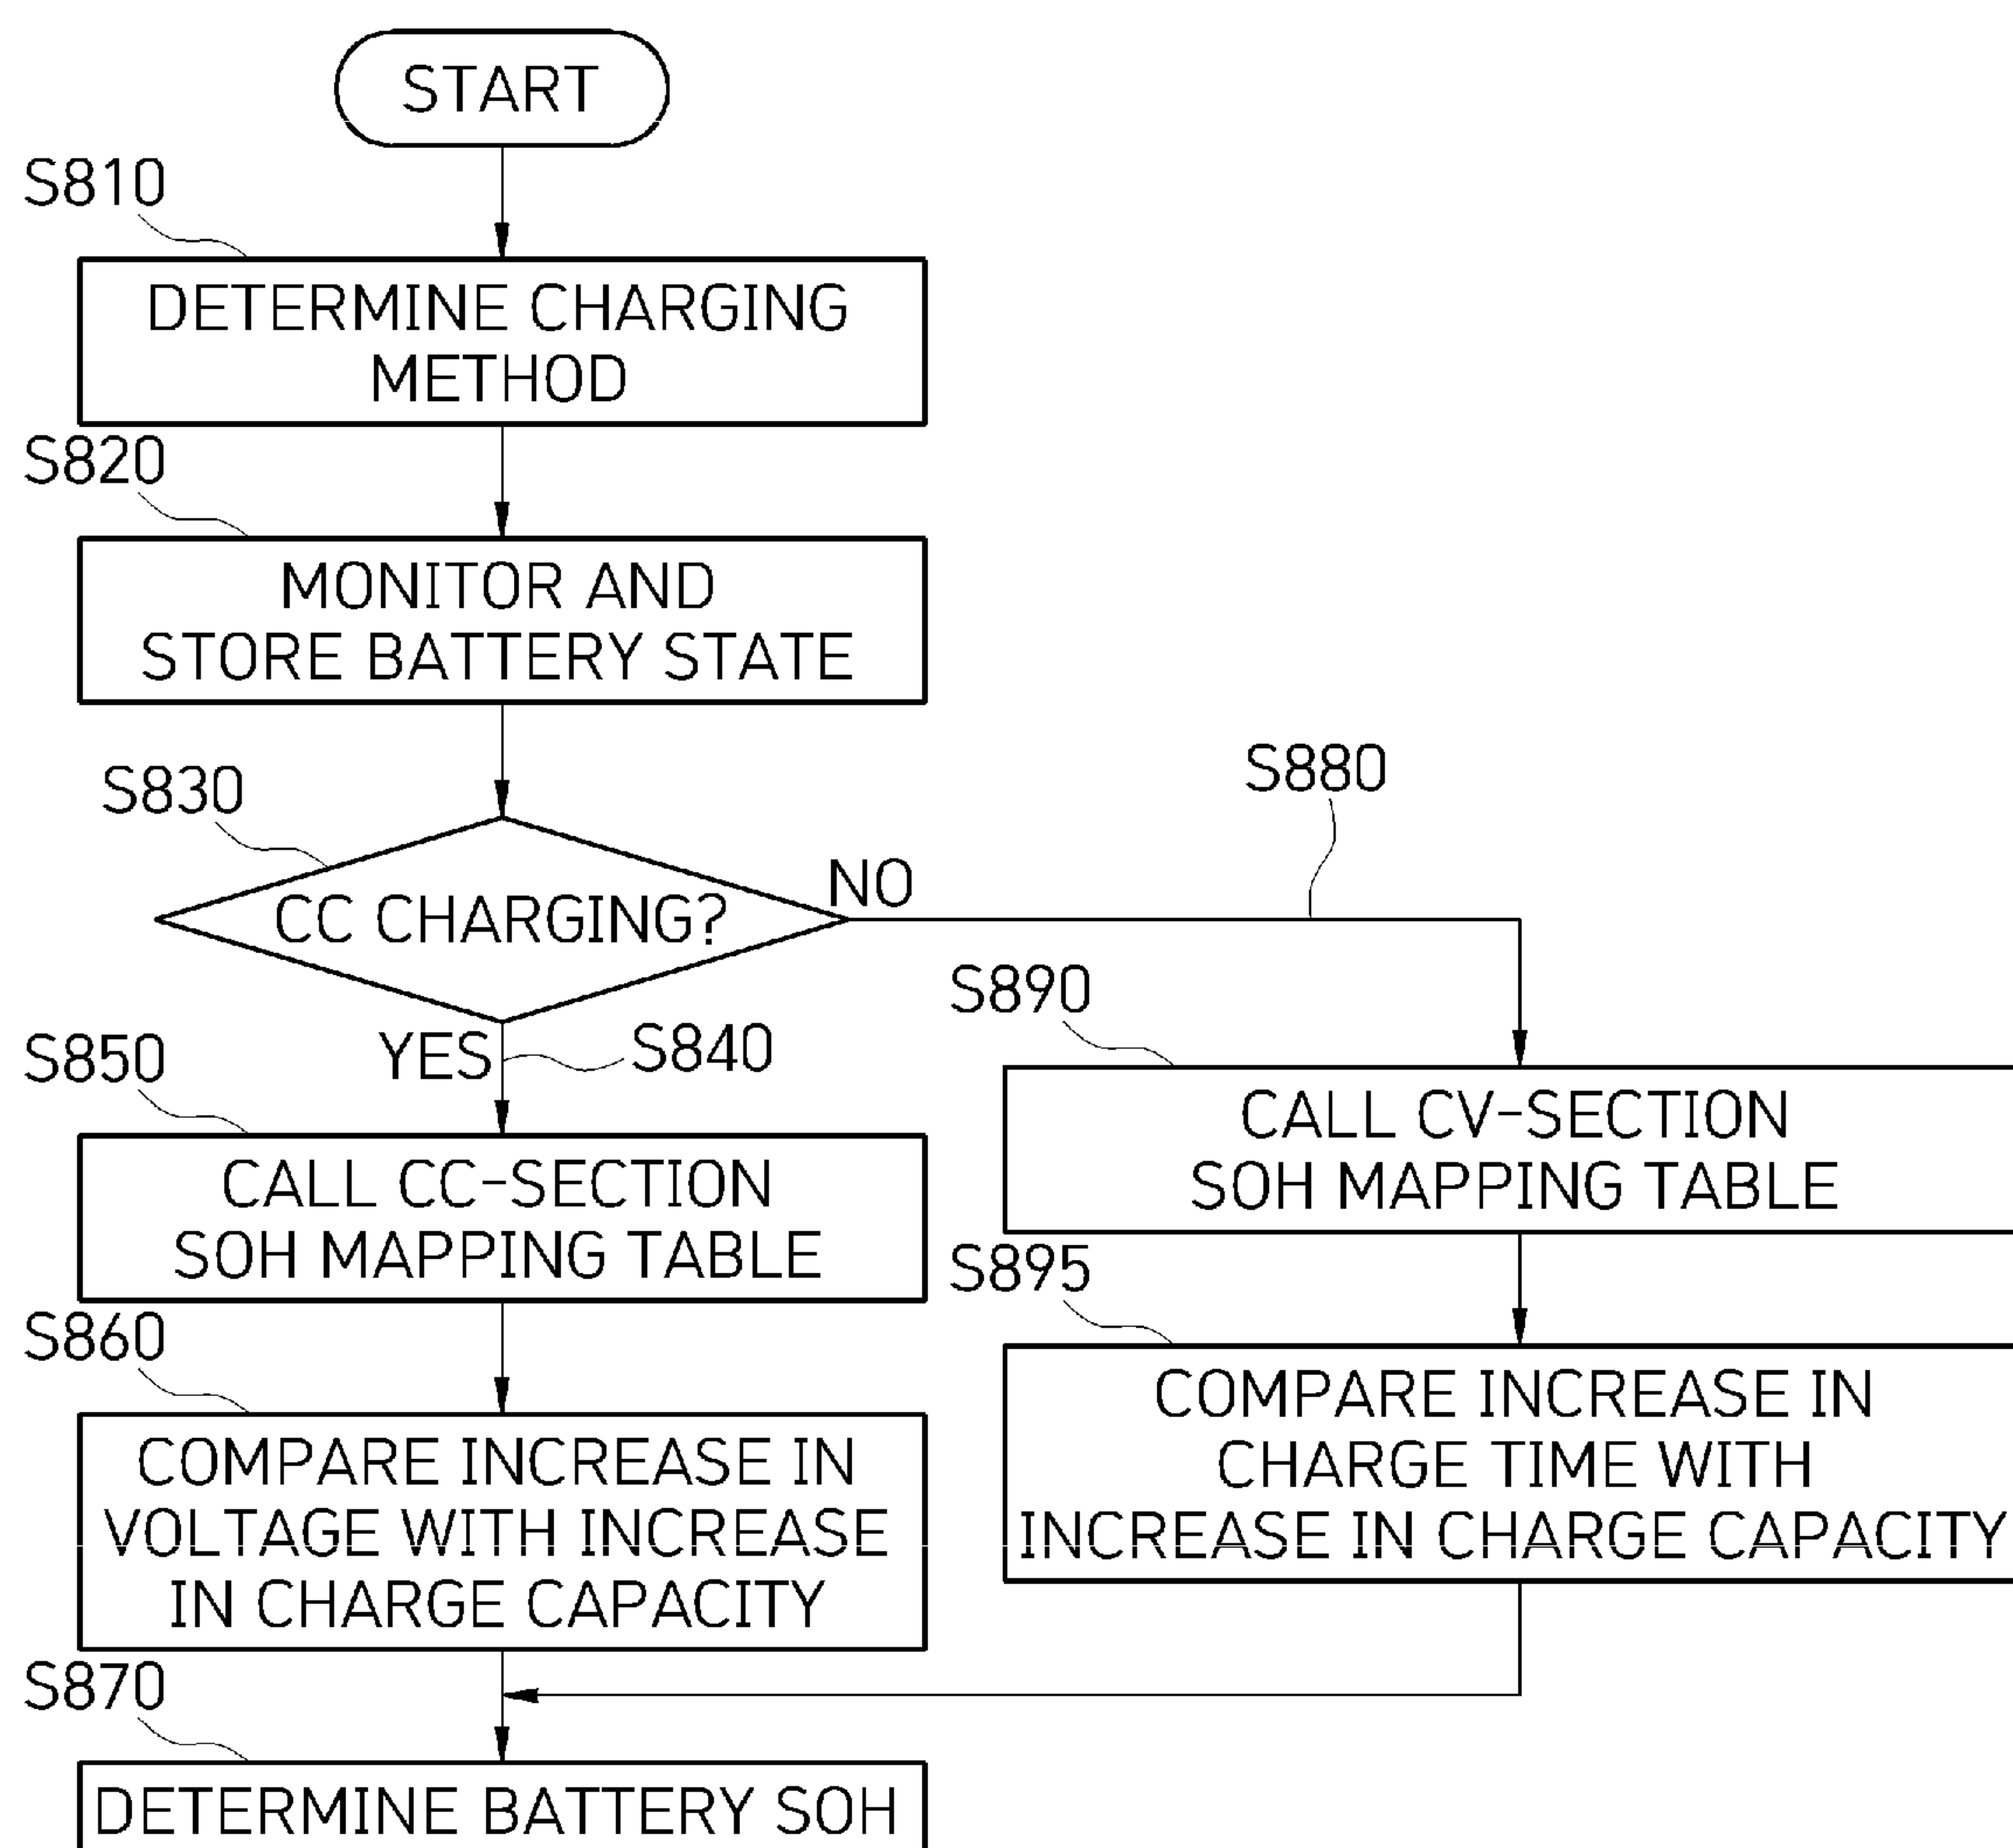 START
S810
DETERMINE CHARGING
METHOD
S820
MONITOR AND
STORE BATTERY STATE
S830
CC CHARGING?
NO
S880
YES
S840
S850
CALL CC-SECTION
SOH MAPPING TABLE
S860
COMPARE INCREASE IN
VOLTAGE WITH INCREASE
IN CHARGE CAPACITY
S890
CALL CV-SECTION
SOH MAPPING TABLE
S895
COMPARE INCREASE IN
CHARGE TIME WITH
INCREASE IN CHARGE CAPACITY
S870
DETERMINE BATTERY SOH